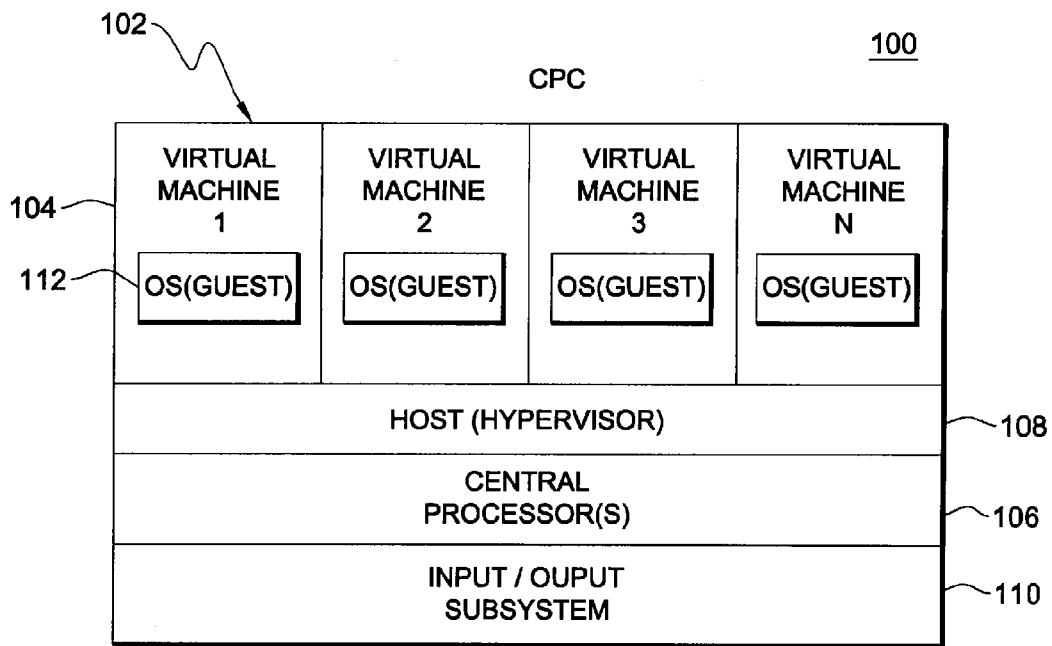 102
100
CPC
VIRTUAL MACHINE 1
VIRTUAL MACHINE 2
VIRTUAL MACHINE 3
VIRTUAL MACHINE N
104
112
OS(GUEST)
OS(GUEST)
OS(GUEST)
OS(GUEST)
HOST (HYPERVISOR)
108
CENTRAL
PROCESSOR(S)
106
INPUT / OUPUT
SUBSYSTEM
110